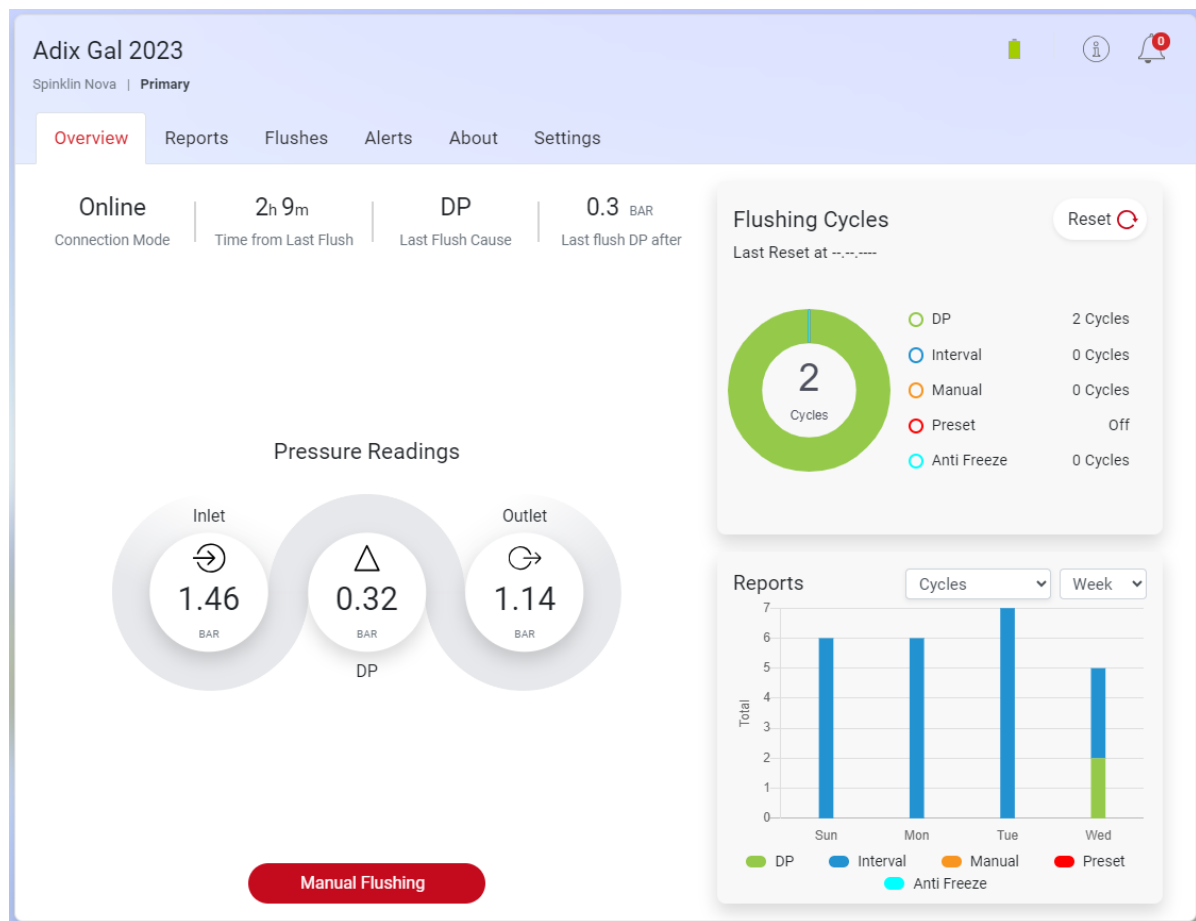 Adix Gal 2023
0
Spinklin Nova | Primary
Overview Reports Flushes Alerts About Settings
Online
Connection Mode
2h 9m
Time from Last Flush
DP
Last Flush Cause
0.3 BAR
Last flush DP after
Pressure Readings
Inlet
1.46
BAR
0.32
BAR
DP
Outlet
1.14
BAR
Manual Flushing
Flushing Cycles
Reset
Last Reset at --.--.----
2
Cycles
DP 2 Cycles
Interval 0 Cycles
Manual 0 Cycles
Preset Off
Anti Freeze 0 Cycles
Reports
Cycles
Week
Total
7
6
5
4
3
2
1
0
Sun Mon Tue Wed
DP Interval Manual Preset
Anti Freeze